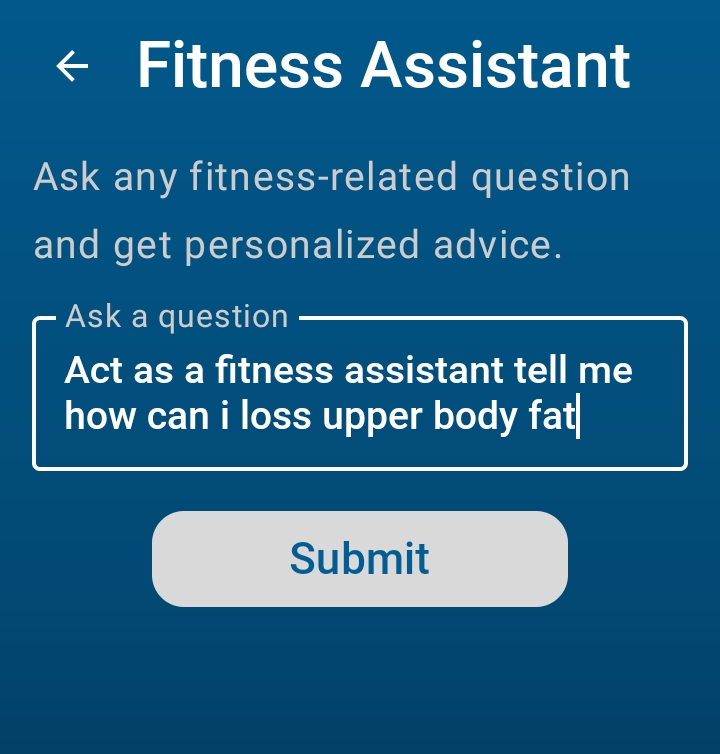 Fitness Assistant
Ask any fitness-related question
and get personalized advice.
Ask a question
Act as a fitness assistant tell me
how can i loss upper body fat
Submit